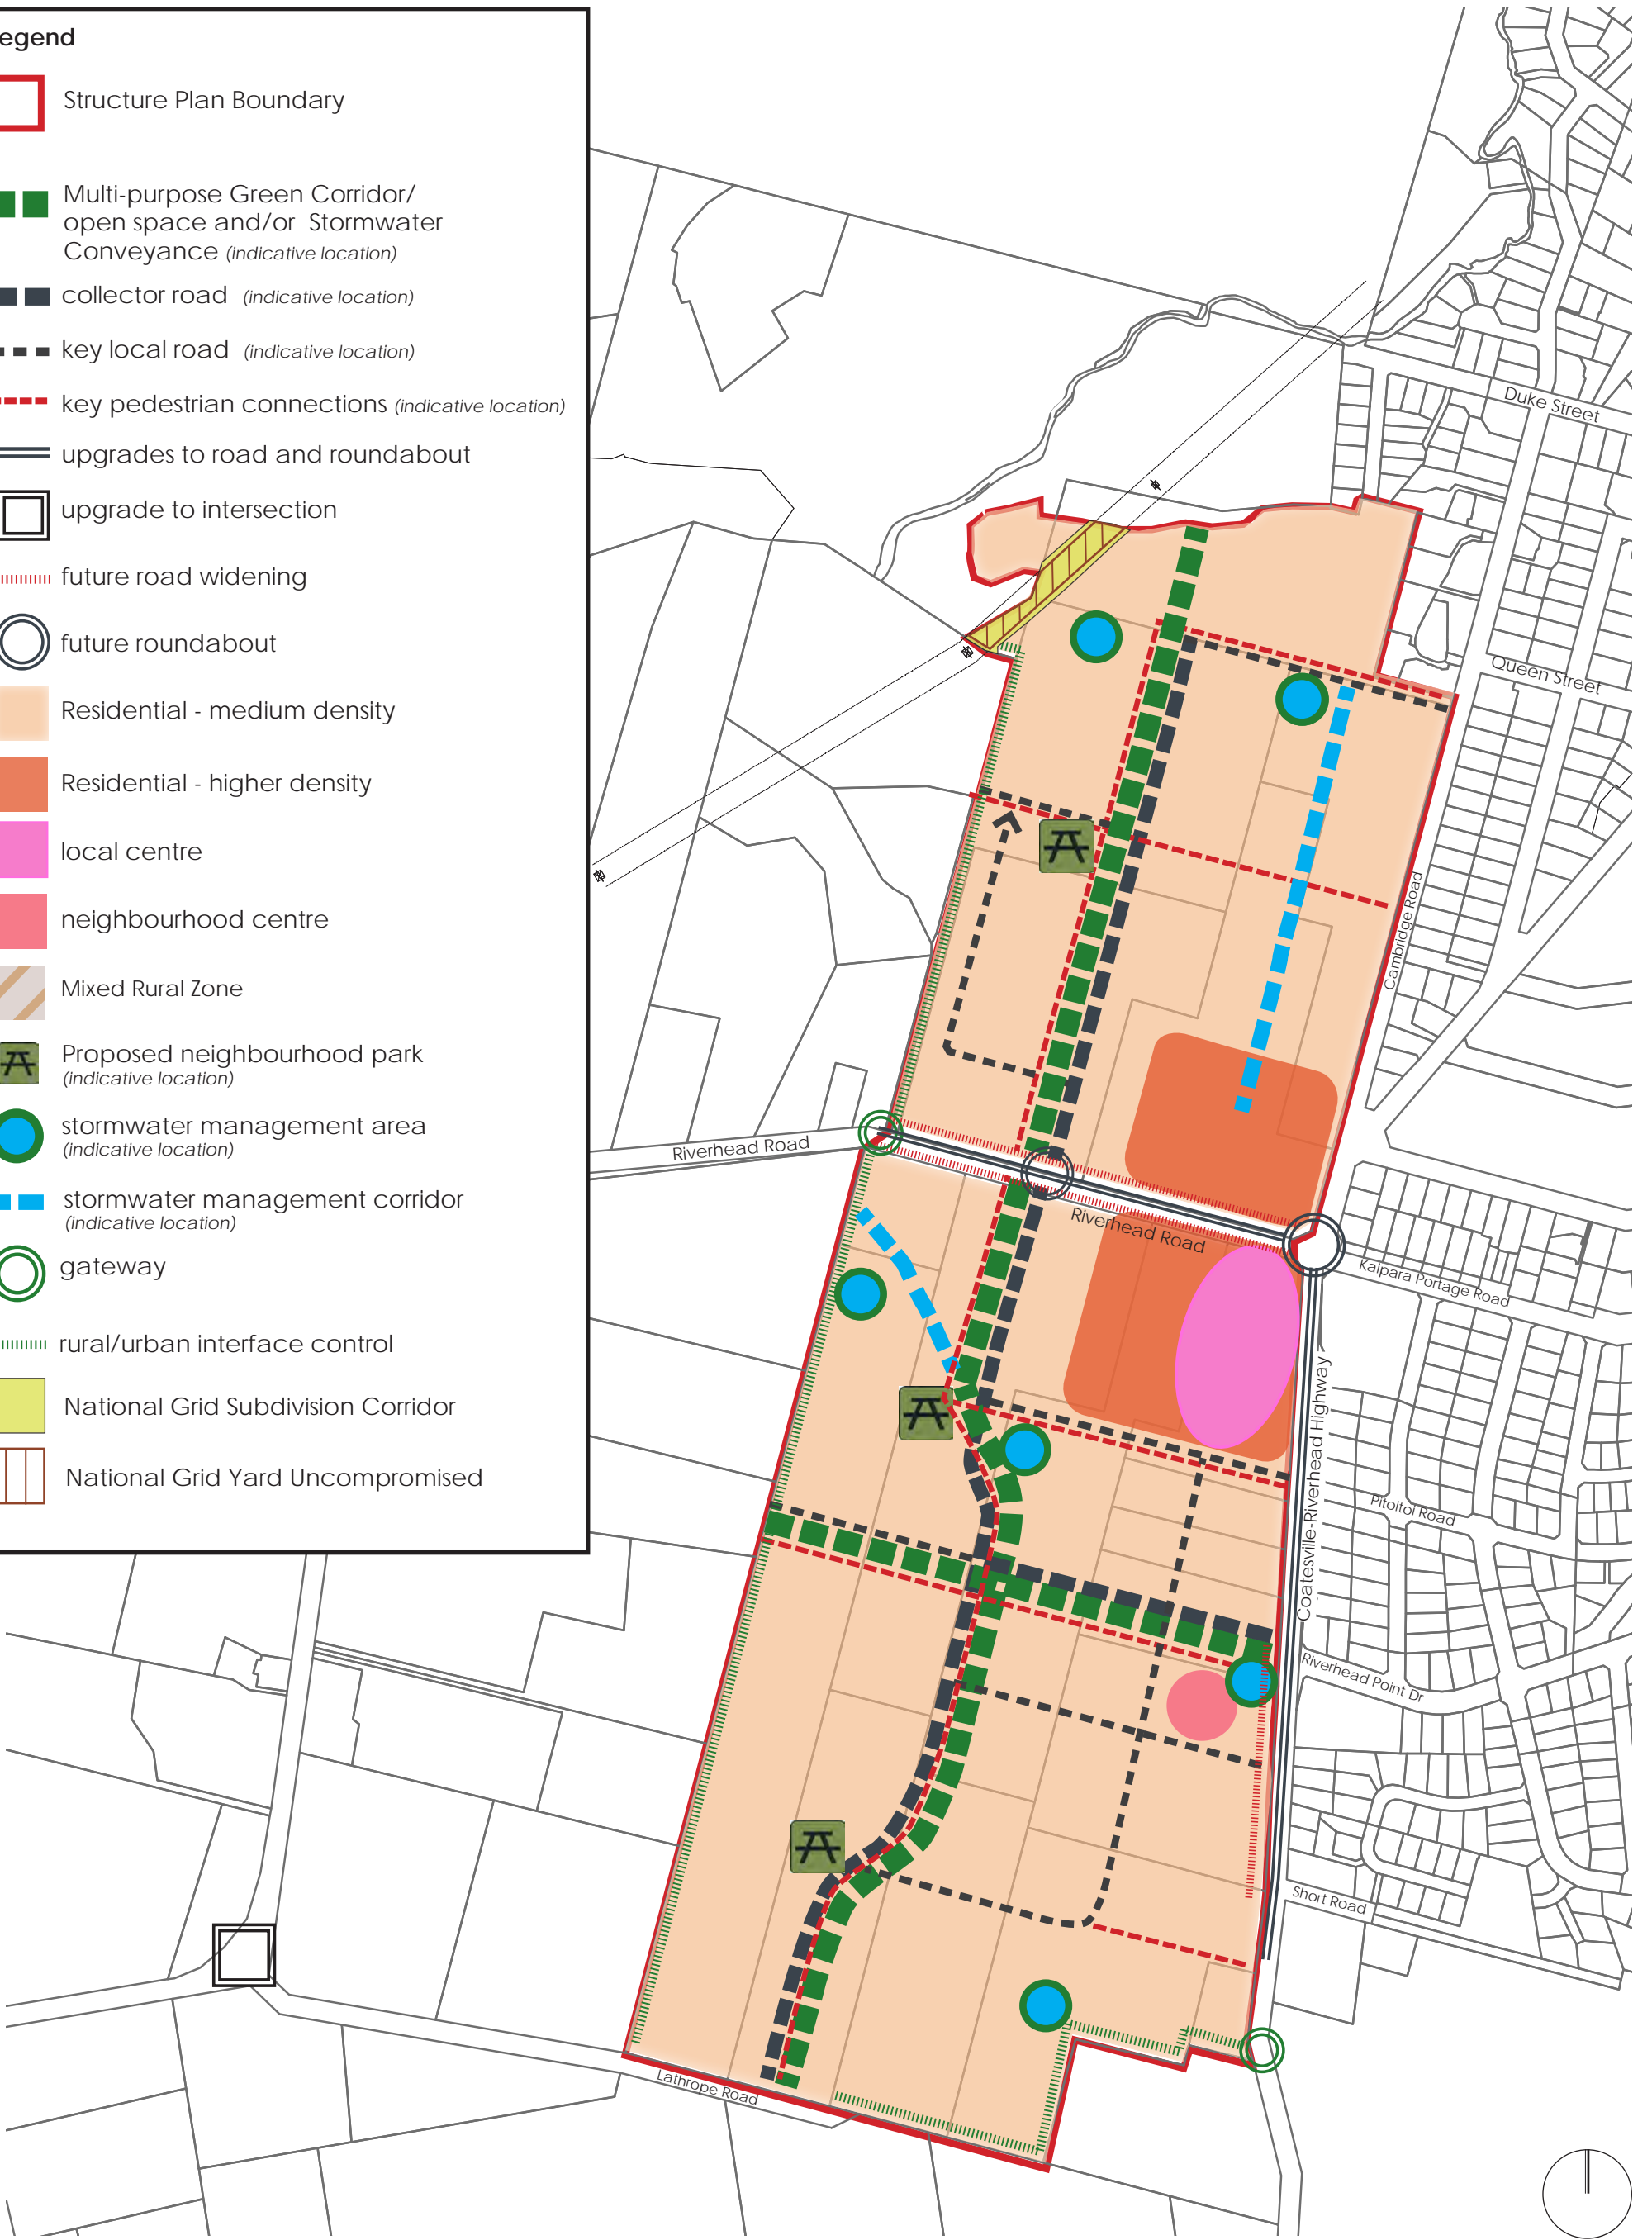 egend
Structure Plan Boundary
Multi-purpose Green Corridor/
open space and/or Stormwater
Conveyance (indicative location)
collector road (indicative location)
key local road (indicative location)
key pedestrian connections (indicative location)
upgrades to road and roundabout
upgrade to intersection
future road widening
future roundabout
Residential - medium density
Residential - higher density
local centre
neighbourhood centre
Mixed Rural Zone
Proposed neighbourhood park
(indicative location)
stormwater management area
(indicative location)
stormwater management corridor
(indicative location)
gateway
rural/urban interface control
National Grid Subdivision Corridor
National Grid Yard Uncompromised
Duke Street
Queen Street
Cambridge Road
Riverhead Road
Riverhead Road
Kaipara Portage Road
Coatesville-Riverhead Highway
Pitoitoi Road
Riverhead Point Dr
Short Road
Lathrope Road